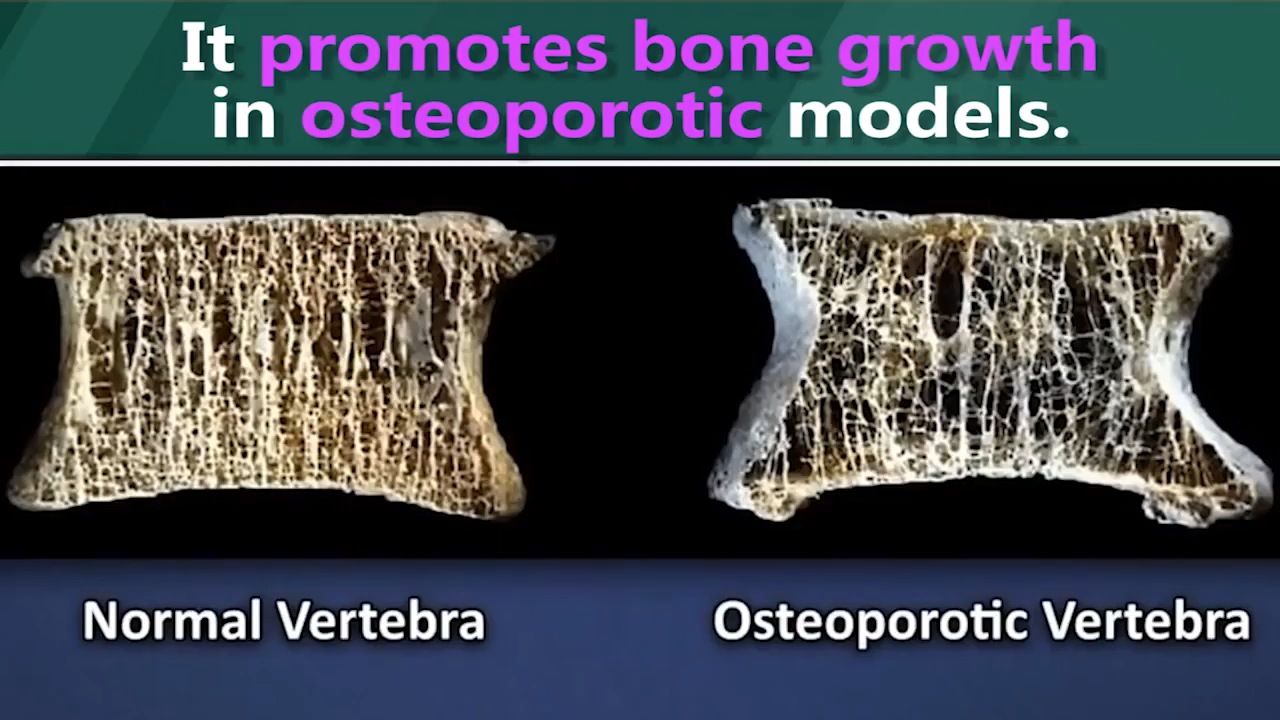 It promotes bone growth
in osteoporotic models.
Normal Vertebra
Osteoporotic Vertebra